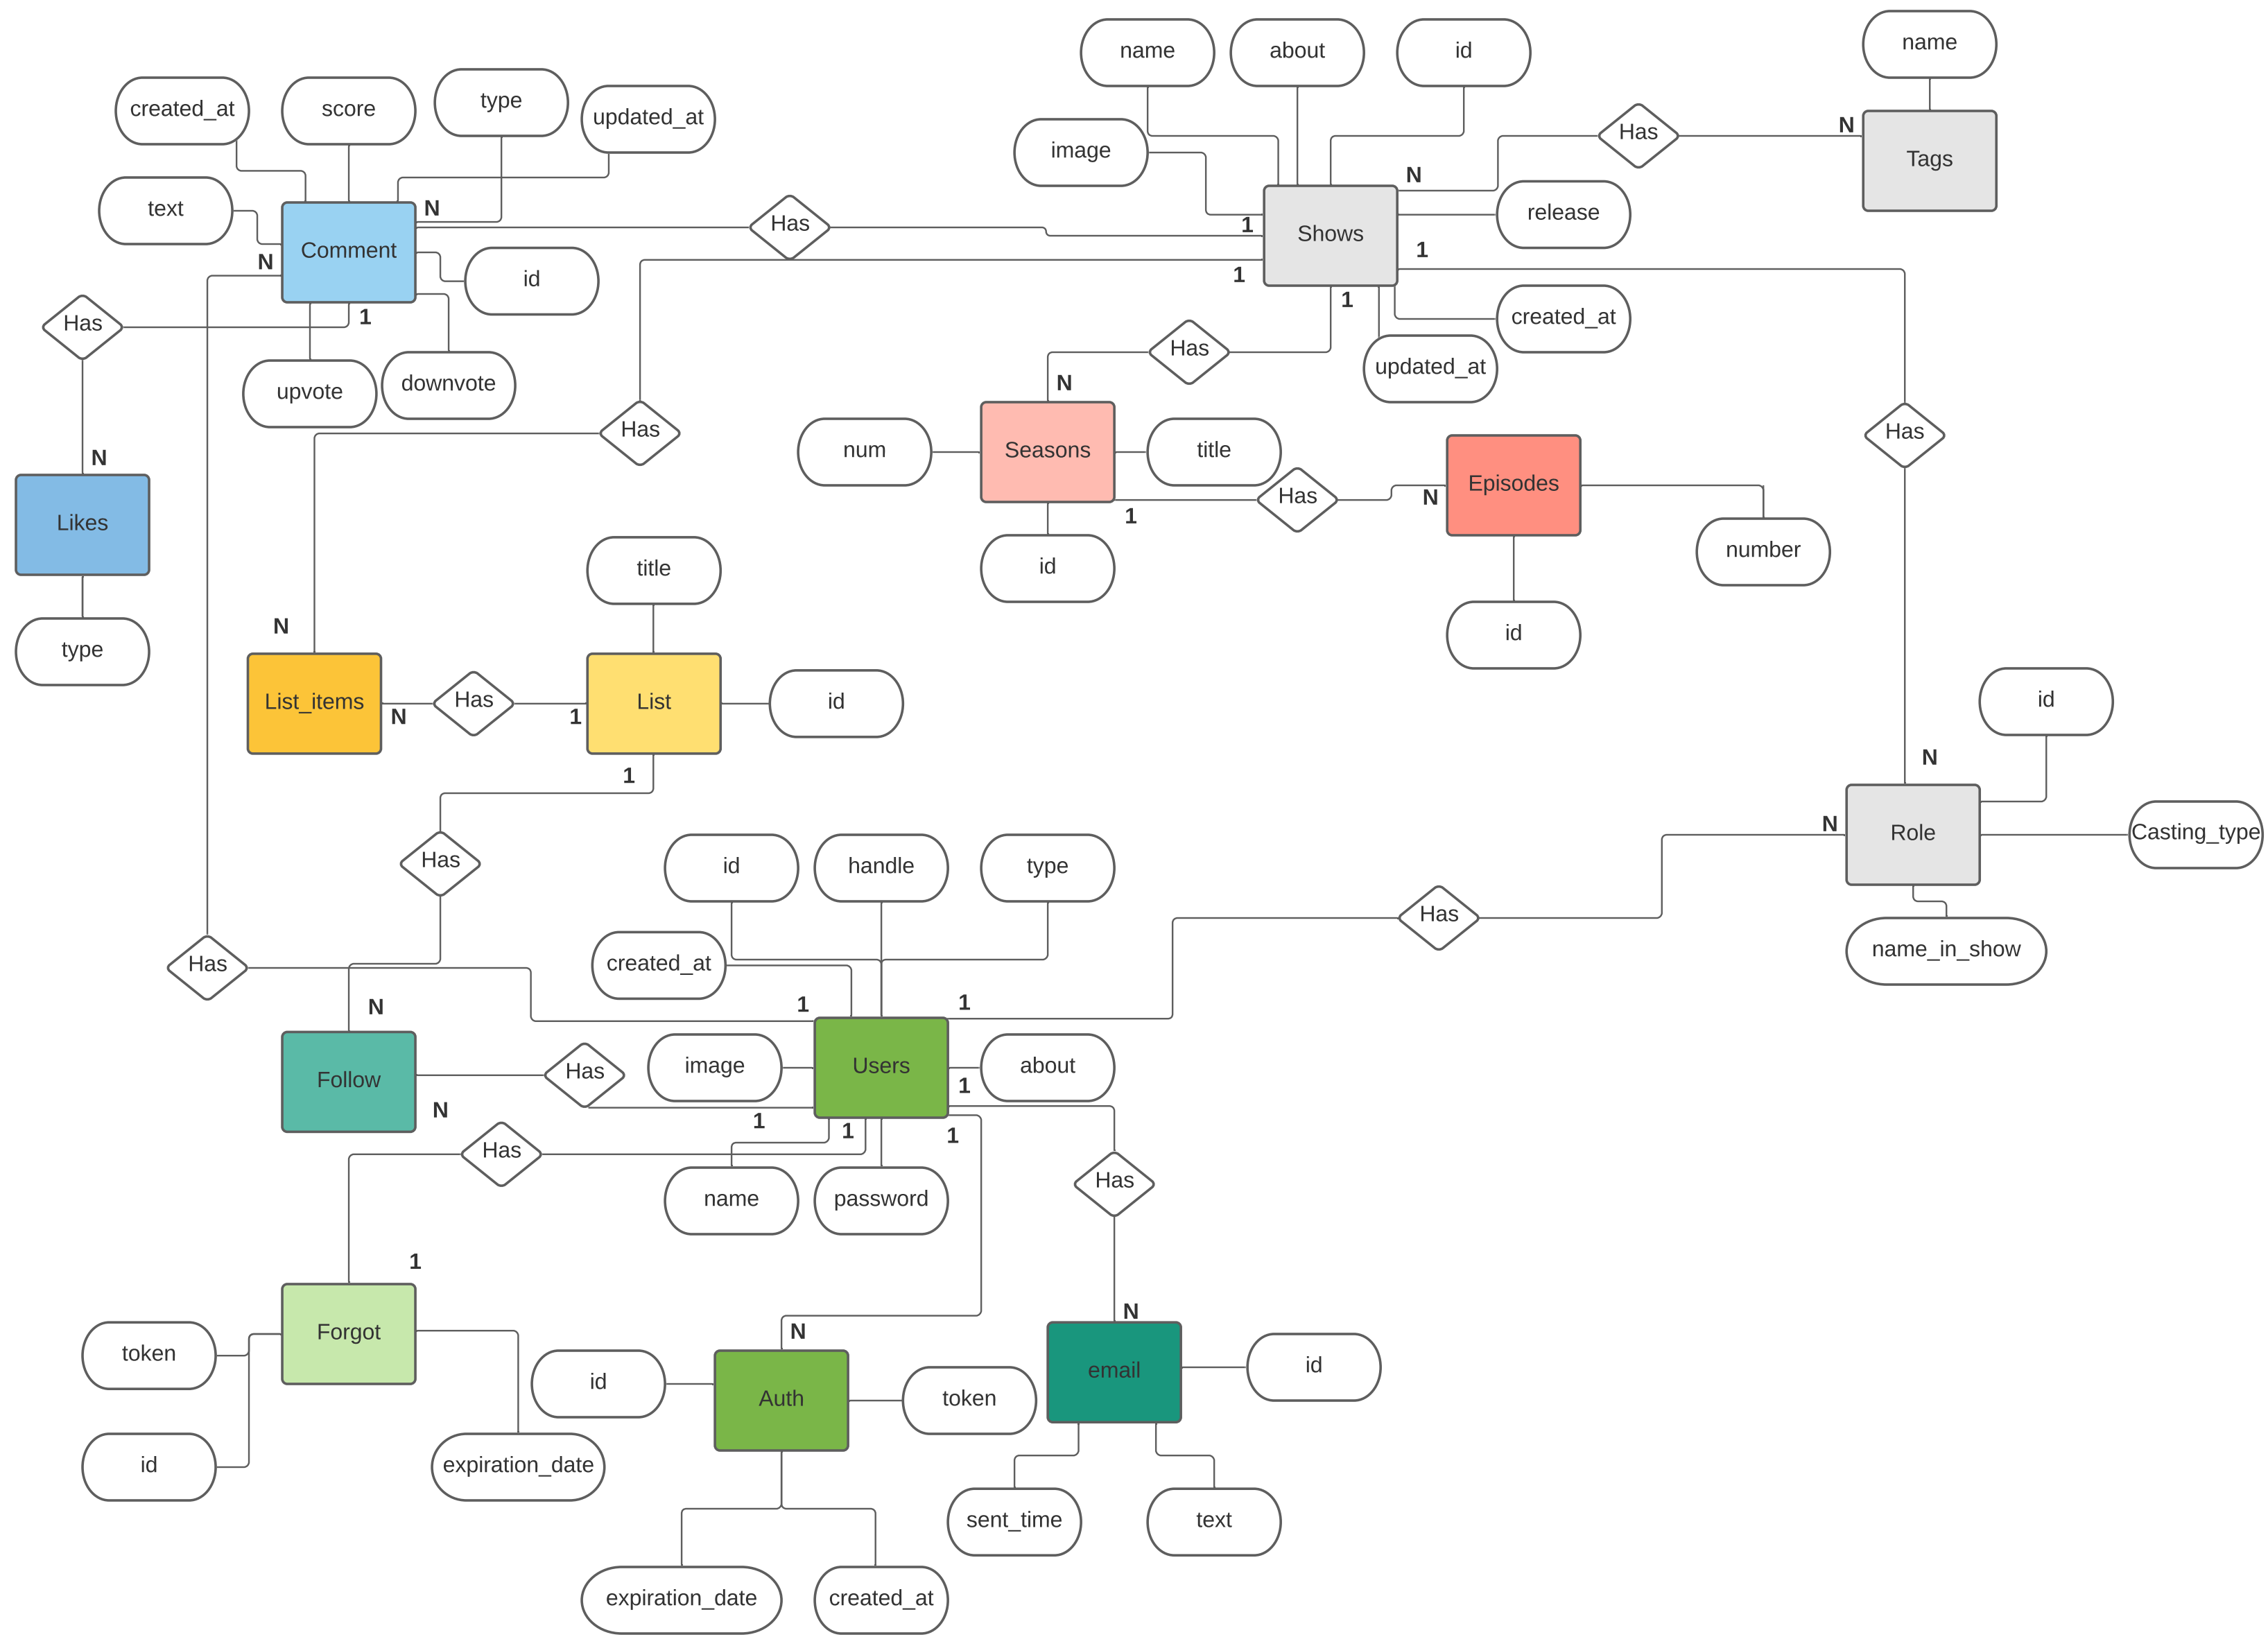 name
name
about
id
type
created_at
score
updated_at
Has
N
image
Tags
N
text
N
release
Has
1
Shows
Comment
1
N
1
id
1
created_at
1
Has
Has
updated_at
downvote
N
upvote
Has
Has
num
Seasons
title
N
Episodes
Has
N
1
Likes
number
id
title
type
N
id
List_items
Has
List
id
id
N
1
N
1
N
Role
Casting_type
Has
id
handle
type
Has
name_in_show
Has
created_at
1
1
N
image
Users
about
Has
Follow
1
N
1
1
1
Has
Has
name
password
1
N
N
Forgot
token
id
email
id
Auth
token
id
expiration_date
sent_time
text
expiration_date
created_at